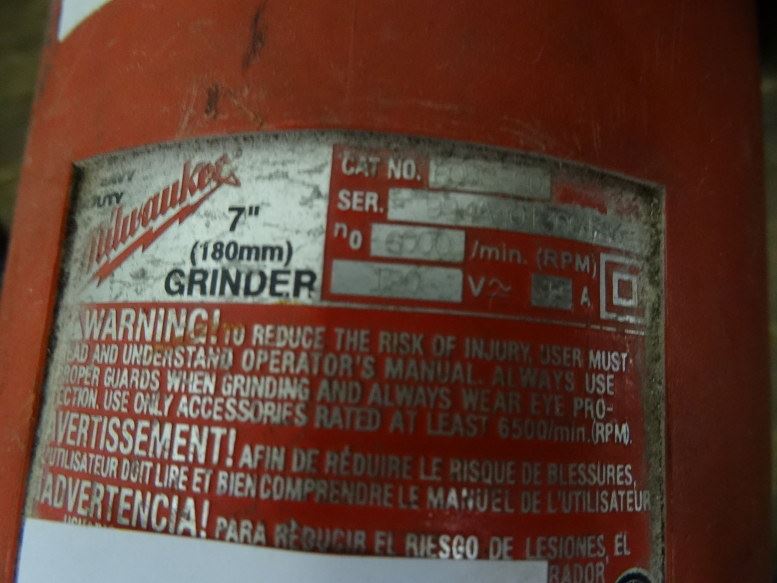 HEAVY
DUTY
Milwaukee
7"
(180mm)
GRINDER
CAT NO.
SER.
n0 6000 /min. (RPM)
120 V A
WARNING! TO REDUCE THE RISK OF INJURY, USER MUST
READ AND UNDERSTAND OPERATOR'S MANUAL. ALWAYS USE
PROPER GUARDS WHEN GRINDING AND ALWAYS WEAR EYE PRO-
TECTION. USE ONLY ACCESSORIES RATED AT LEAST 6500/min.(RPM).
AVERTISSEMENT! AFIN DE RÉDUIRE LE RISQUE DE BLESSURES,
L'UTILISATEUR DOIT LIRE ET BIEN COMPRENDRE LE MANUEL DE L'UTILISATEUR
¡ADVERTENCIA! PARA REDUCIR EL RIESGO DE LESIONES, EL